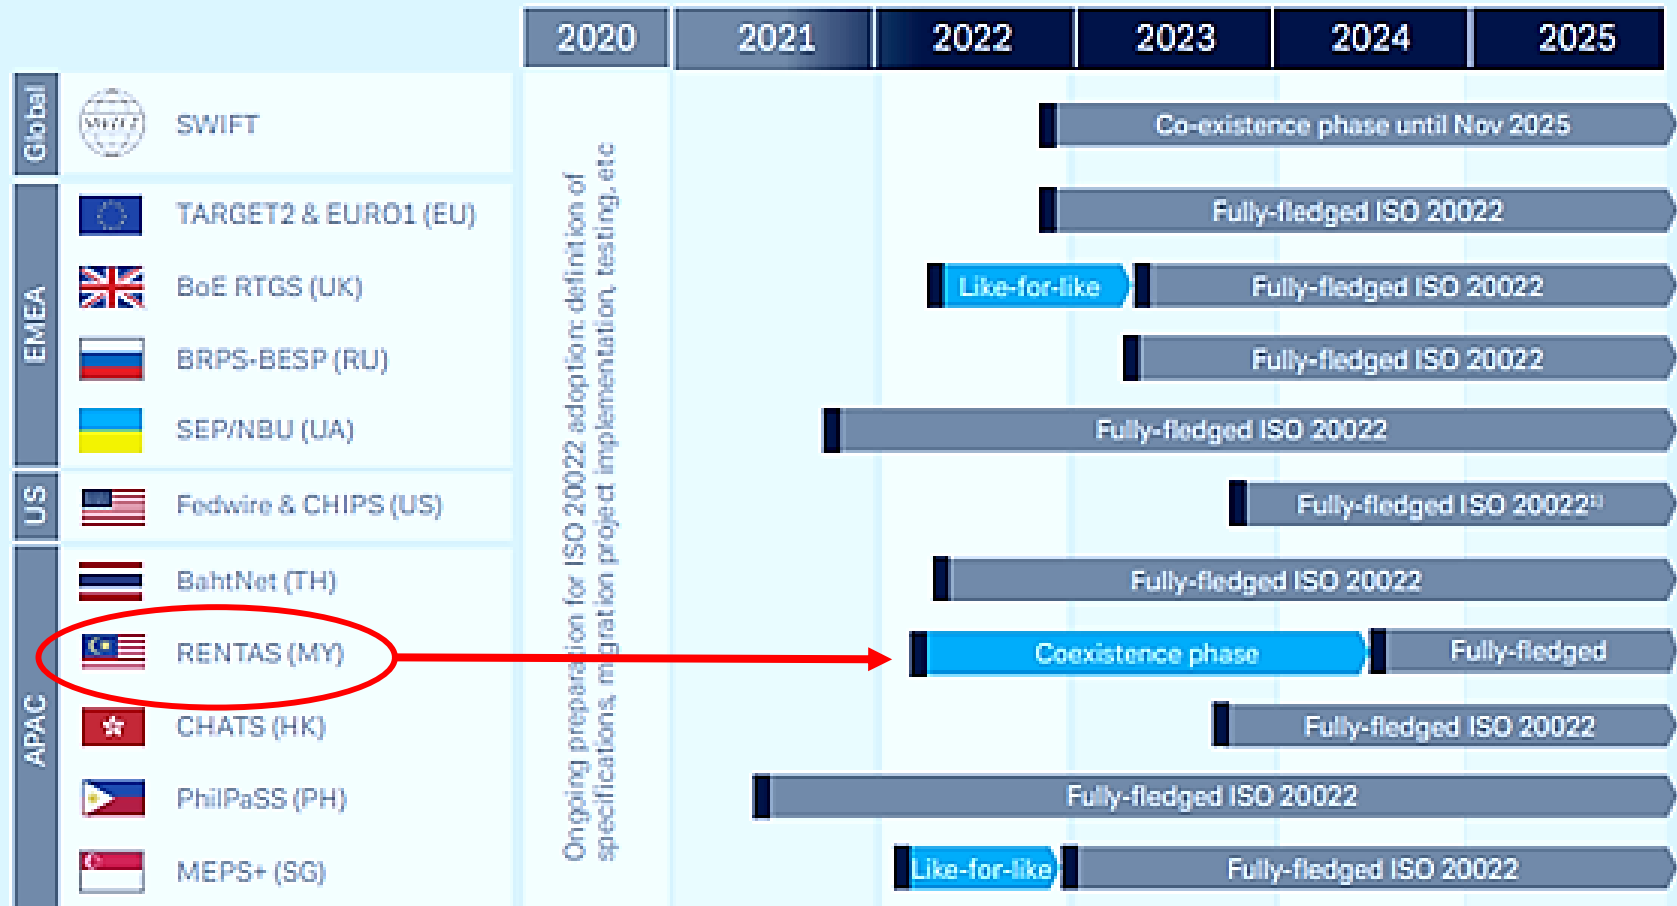 2020 2021 2022 2023 2024 2025
Global
SWIFT
SWIFT
Co-existence phase until Nov 2025
EMEA
TARGET2 & EURO1 (EU)
Fully-fledged ISO 20022
BoE RTGS (UK)
Like-for-like
Fully-fledged ISO 20022
BRPS-BESP (RU)
Fully-fledged ISO 20022
SEP/NBU (UA)
Fully-fledged ISO 20022
US
Fedwire & CHIPS (US)
Fully-fledged ISO 20022¹⁾
APAC
BahtNet (TH)
Fully-fledged ISO 20022
RENTAS (MY)
Coexistence phase
Fully-fledged
CHATS (HK)
Fully-fledged ISO 20022
PhilPaSS (PH)
Fully-fledged ISO 20022
MEPS+ (SG)
Like-for-like
Fully-fledged ISO 20022
Ongoing preparation for ISO 20022 adoption: definition of
specifications, migration project implementation, testing, etc